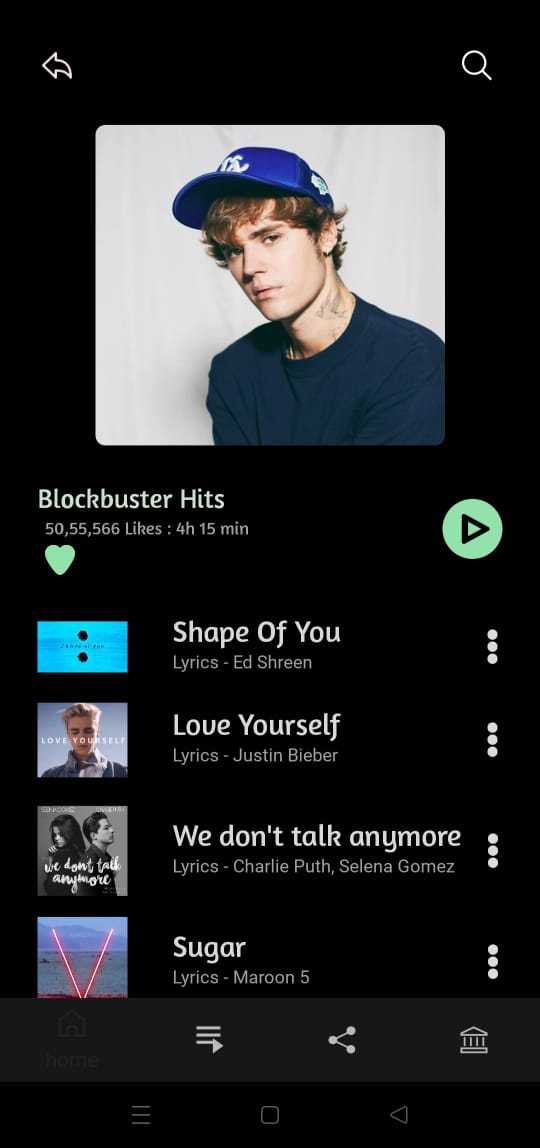 Blockbuster Hits
50,55,566 Likes : 4h 15 min
Shape Of You
Lyrics - Ed Shreen
LOVE YOURSELF
Love Yourself
Lyrics - Justin Bieber
we don't talk
anymore
We don't talk anymore
Lyrics - Charlie Puth, Selena Gomez
Sugar
Lyrics - Maroon 5
home